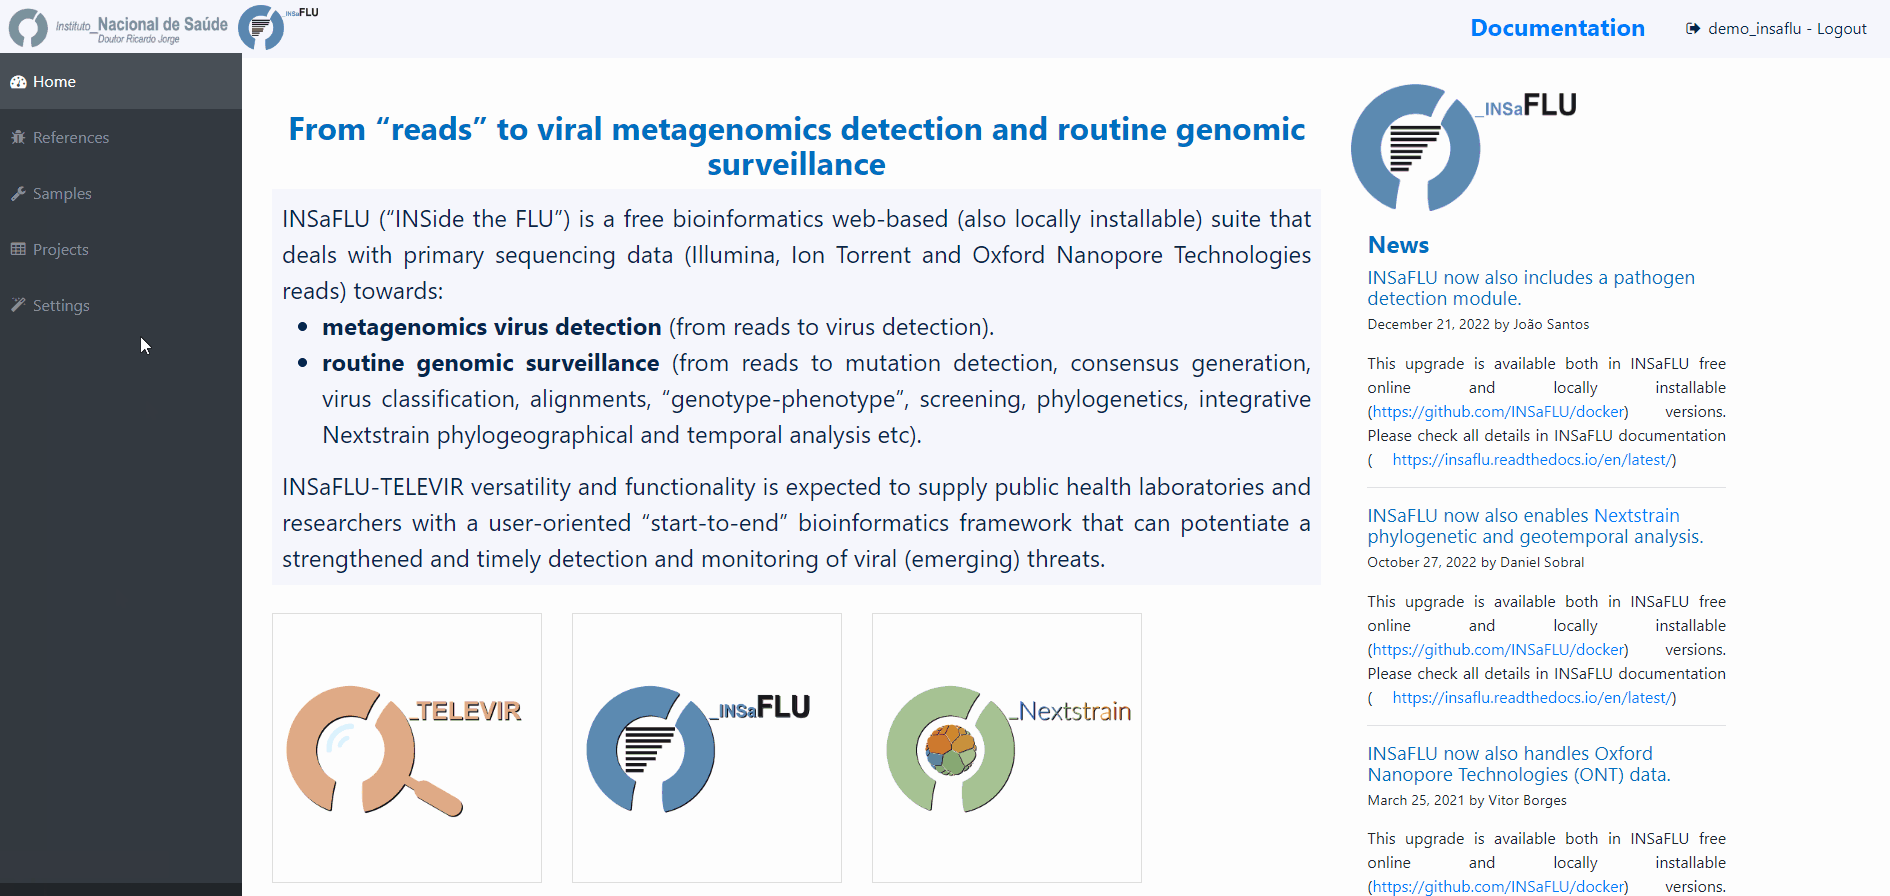 Instituto_Nacional de Saúde
Doutor Ricardo Jorge
_INSaFLU
Documentation
demo_insaflu - Logout
Home
References
Samples
Projects
Settings
From “reads” to viral metagenomics detection and routine genomic
surveillance
INSaFLU (“INSide the FLU”) is a free bioinformatics web-based (also locally installable) suite that
deals with primary sequencing data (Illumina, Ion Torrent and Oxford Nanopore Technologies
reads) towards:
metagenomics virus detection (from reads to virus detection).
routine genomic surveillance (from reads to mutation detection, consensus generation,
virus classification, alignments, “genotype-phenotype”, screening, phylogenetics, integrative
Nextstrain phylogeographical and temporal analysis etc).
INSaFLU-TELEVIR versatility and functionality is expected to supply public health laboratories and
researchers with a user-oriented “start-to-end” bioinformatics framework that can potentiate a
strengthened and timely detection and monitoring of viral (emerging) threats.
_TELEVIR
_INSaFLU
_Nextstrain
_INSaFLU
News
INSaFLU now also includes a pathogen
detection module.
December 21, 2022 by João Santos
This upgrade is available both in INSaFLU free
online and locally installable
(https://github.com/INSaFLU/docker) versions.
Please check all details in INSaFLU documentation
( https://insaflu.readthedocs.io/en/latest/)
INSaFLU now also enables Nextstrain
phylogenetic and geotemporal analysis.
October 27, 2022 by Daniel Sobral
This upgrade is available both in INSaFLU free
online and locally installable
(https://github.com/INSaFLU/docker) versions.
Please check all details in INSaFLU documentation
( https://insaflu.readthedocs.io/en/latest/)
INSaFLU now also handles Oxford
Nanopore Technologies (ONT) data.
March 25, 2021 by Vitor Borges
This upgrade is available both in INSaFLU free
online and locally installable
(https://github.com/INSaFLU/docker) versions.